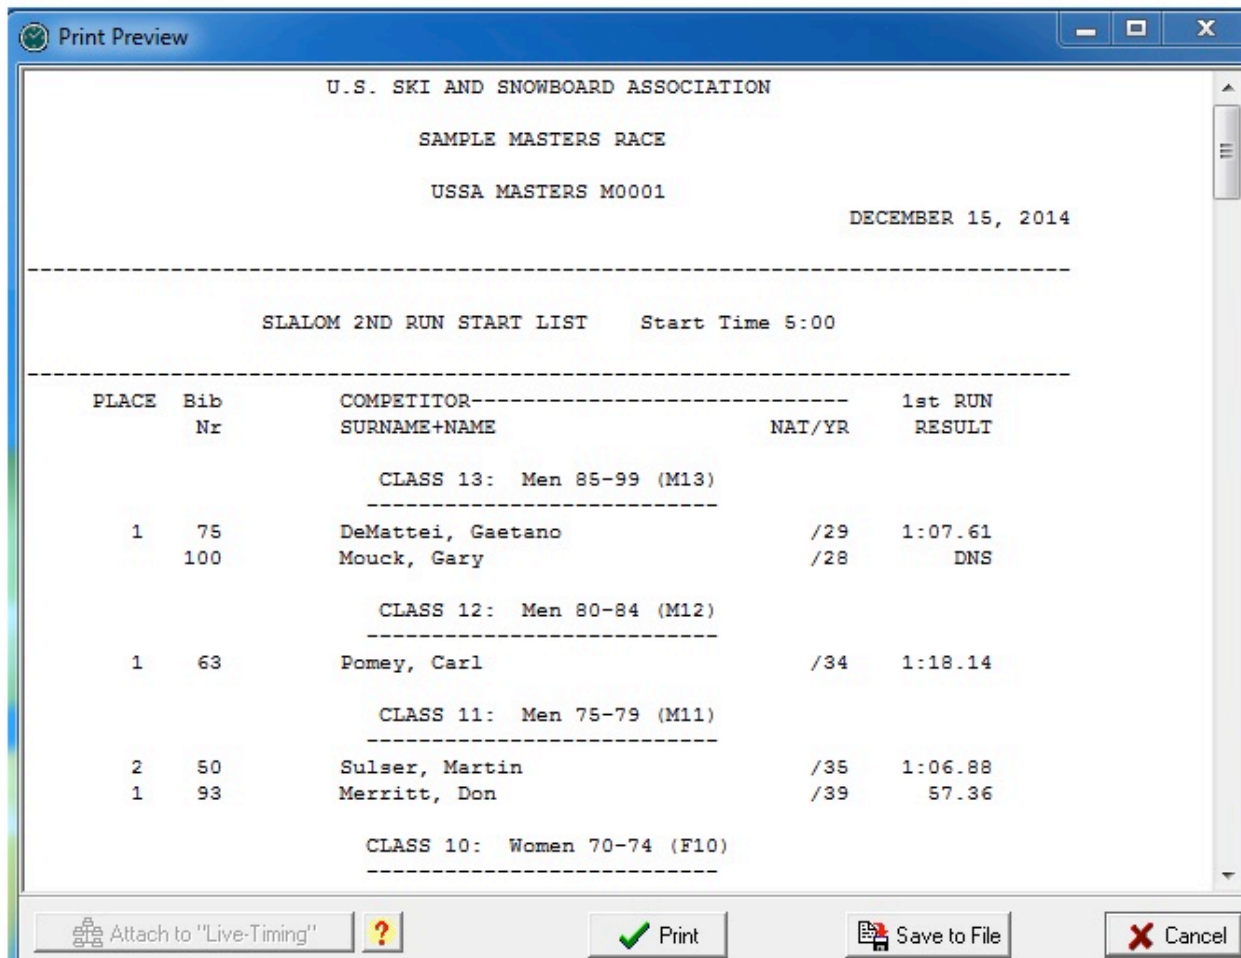 Print Preview
U.S. SKI AND SNOWBOARD ASSOCIATION
SAMPLE MASTERS RACE
USSA MASTERS M0001
DECEMBER 15, 2014
--------------------------------------------------------------------------------
SLALOM 2ND RUN START LIST    Start Time 5:00
--------------------------------------------------------------------------------
PLACE Bib COMPETITOR----------------------------- 1st RUN
Nr SURNAME+NAME NAT/YR RESULT
CLASS 13: Men 85-99 (M13)
---------------------------
1 75 DeMattei, Gaetano /29 1:07.61
100 Mouck, Gary /28 DNS
CLASS 12: Men 80-84 (M12)
---------------------------
1 63 Pomey, Carl /34 1:18.14
CLASS 11: Men 75-79 (M11)
---------------------------
2 50 Sulser, Martin /35 1:06.88
1 93 Merritt, Don /39 57.36
CLASS 10: Women 70-74 (F10)
---------------------------
Attach to "Live-Timing" ? Print Save to File Cancel